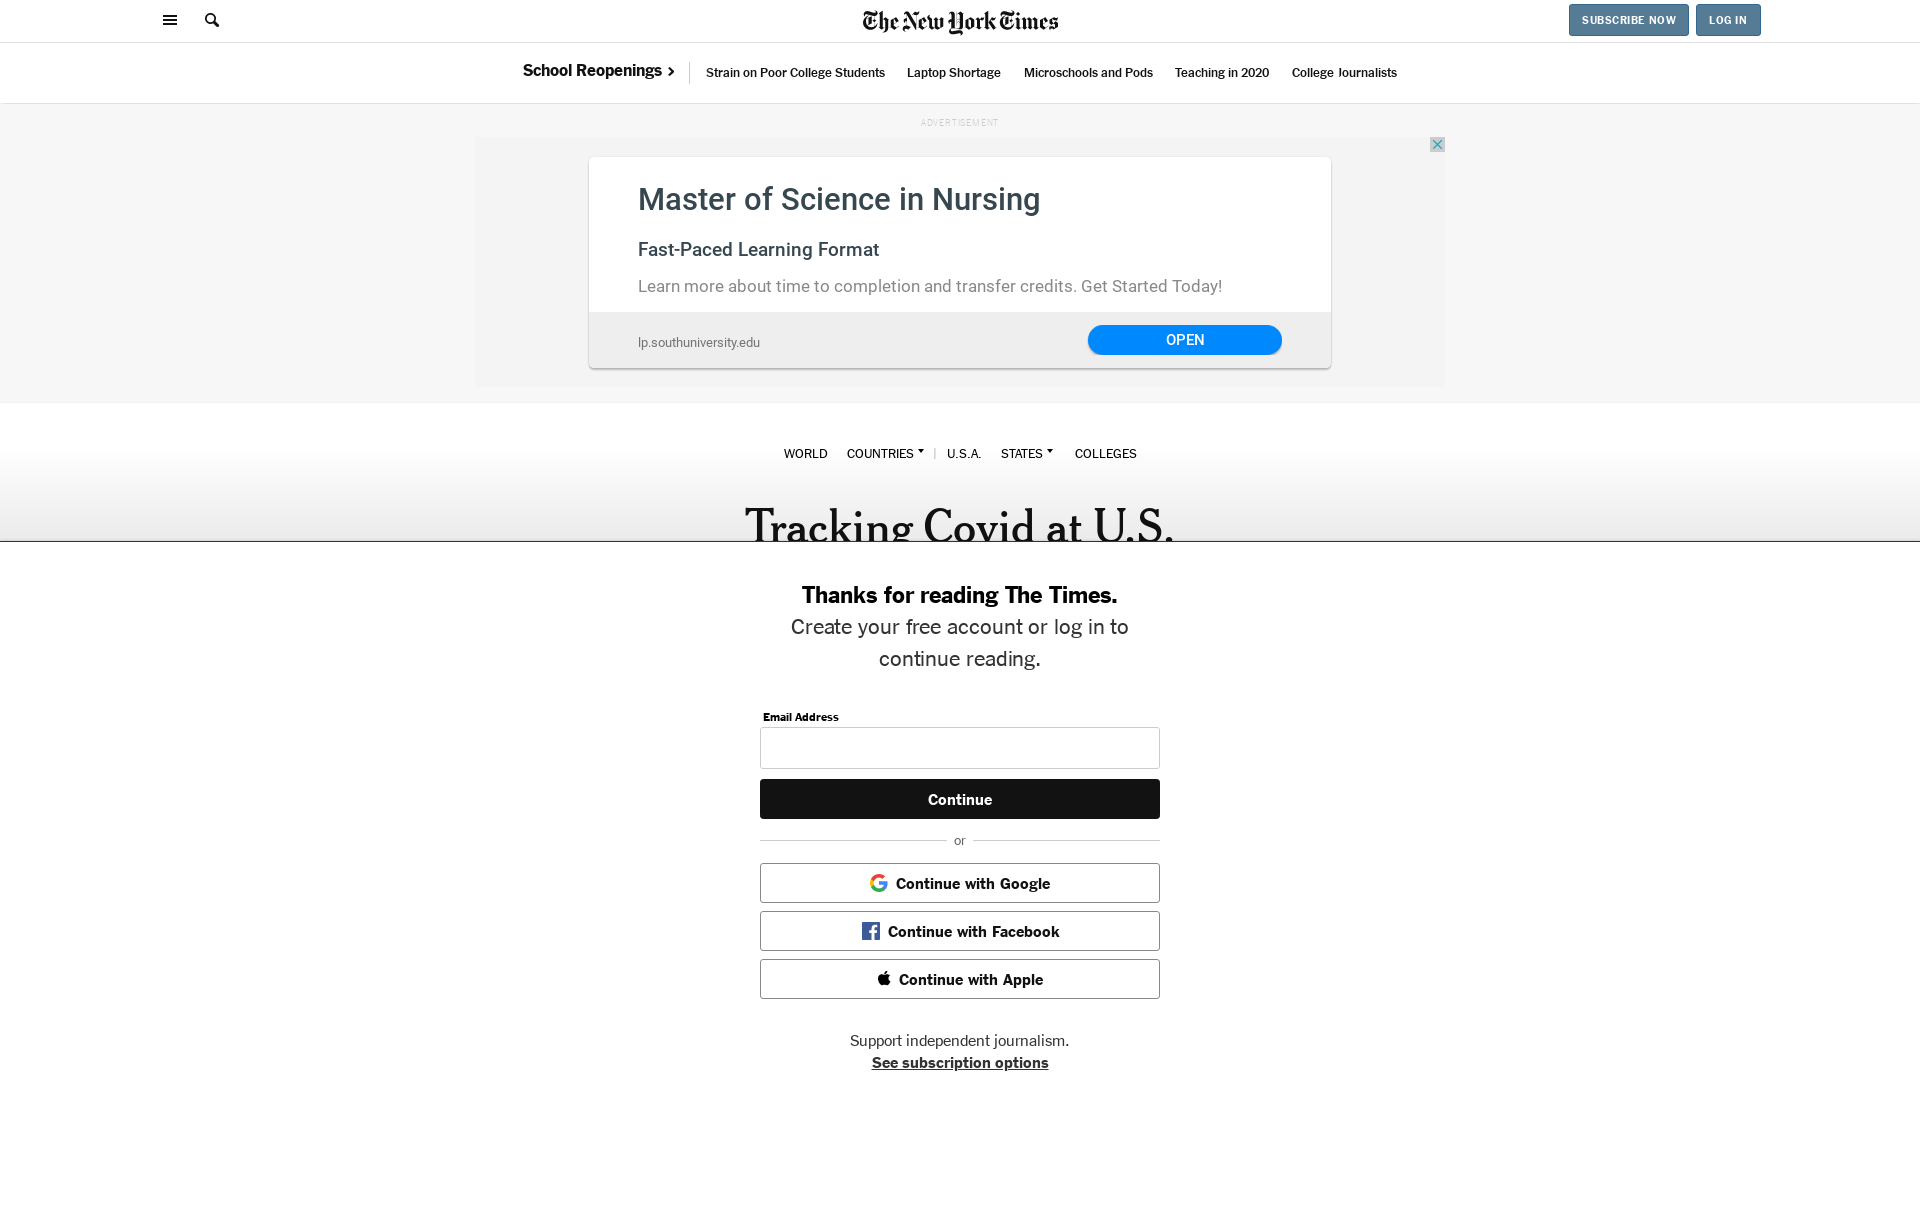 The New York Times
SUBSCRIBE NOW
LOG IN
School Reopenings
Strain on Poor College Students
Laptop Shortage
Microschools and Pods
Teaching in 2020
College Journalists
ADVERTISEMENT
Master of Science in Nursing
Fast-Paced Learning Format
Learn more about time to completion and transfer credits. Get Started Today!
lp.southuniversity.edu
OPEN
WORLD
COUNTRIES
U.S.A.
STATES
COLLEGES
Tracking Covid at U.S.
Thanks for reading The Times.
Create your free account or log in to
continue reading.
Email Address
Continue
or
Continue with Google
Continue with Facebook
Continue with Apple
Support independent journalism.
See subscription options